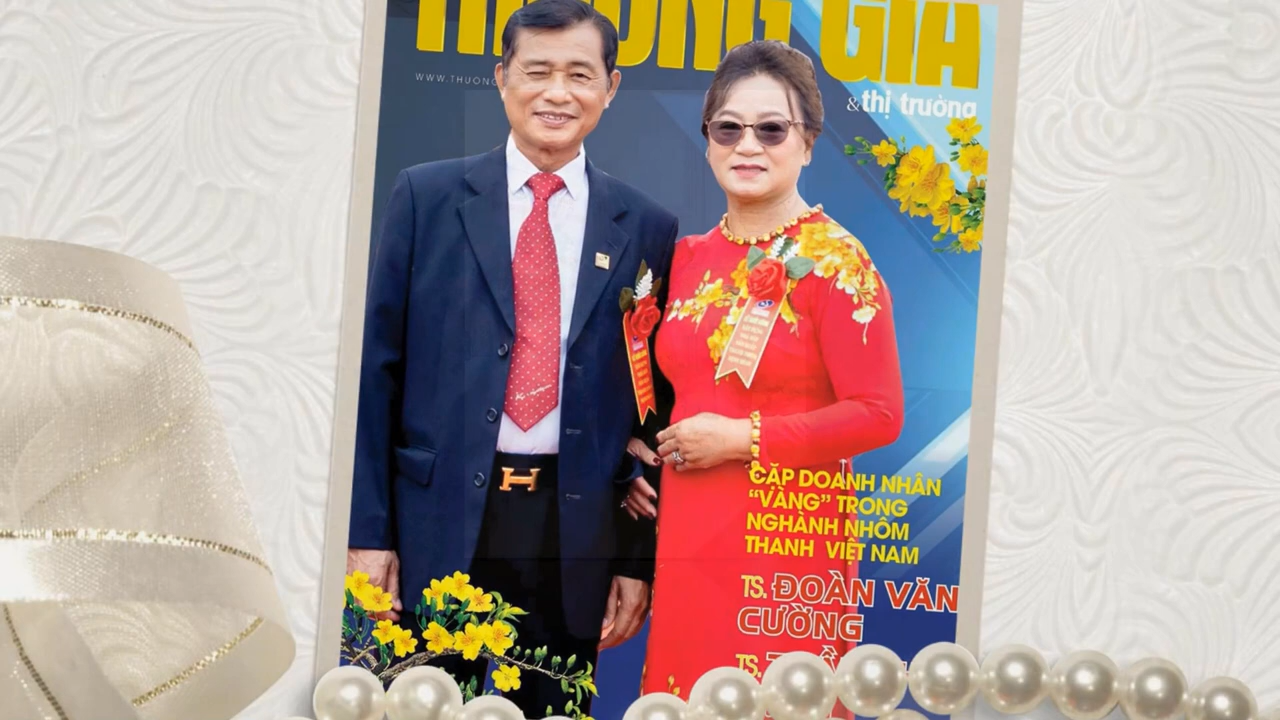 THƯƠNG GIA
WWW.THUONG
&thị trường
CẶP DOANH NHÂN
“VÀNG” TRONG
NGHÀNH NHÔM
THANH VIỆT NAM
TS. ĐOÀN VĂN
CƯỜNG
TS.